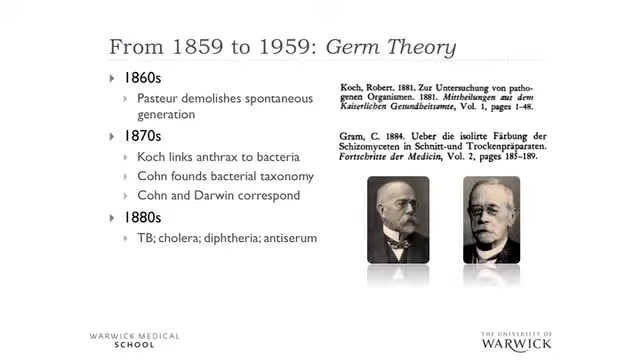 From 1859 to 1959: Germ Theory
1860s
Pasteur demolishes spontaneous
generation
1870s
Koch links anthrax to bacteria
Cohn founds bacterial taxonomy
Cohn and Darwin correspond
1880s
TB; cholera; diphtheria; antiserum
Koch, Robert. 1881. Zur Untersuchung von patho-
genen Organismen. 1881. Mittheilungen aus dem
Kaiserlichen Gesundheitsamte, Vol. 1, pages 1-48.
Gram, C. 1884. Ueber die isolirte Färbung der
Schizomyceten in Schnitt-und Trockenpräparaten.
Fortschritte der Medicin, Vol. 2, pages 185-189.
WARWICK MEDICAL
SCHOOL
THE UNIVERSITY OF
WARWICK